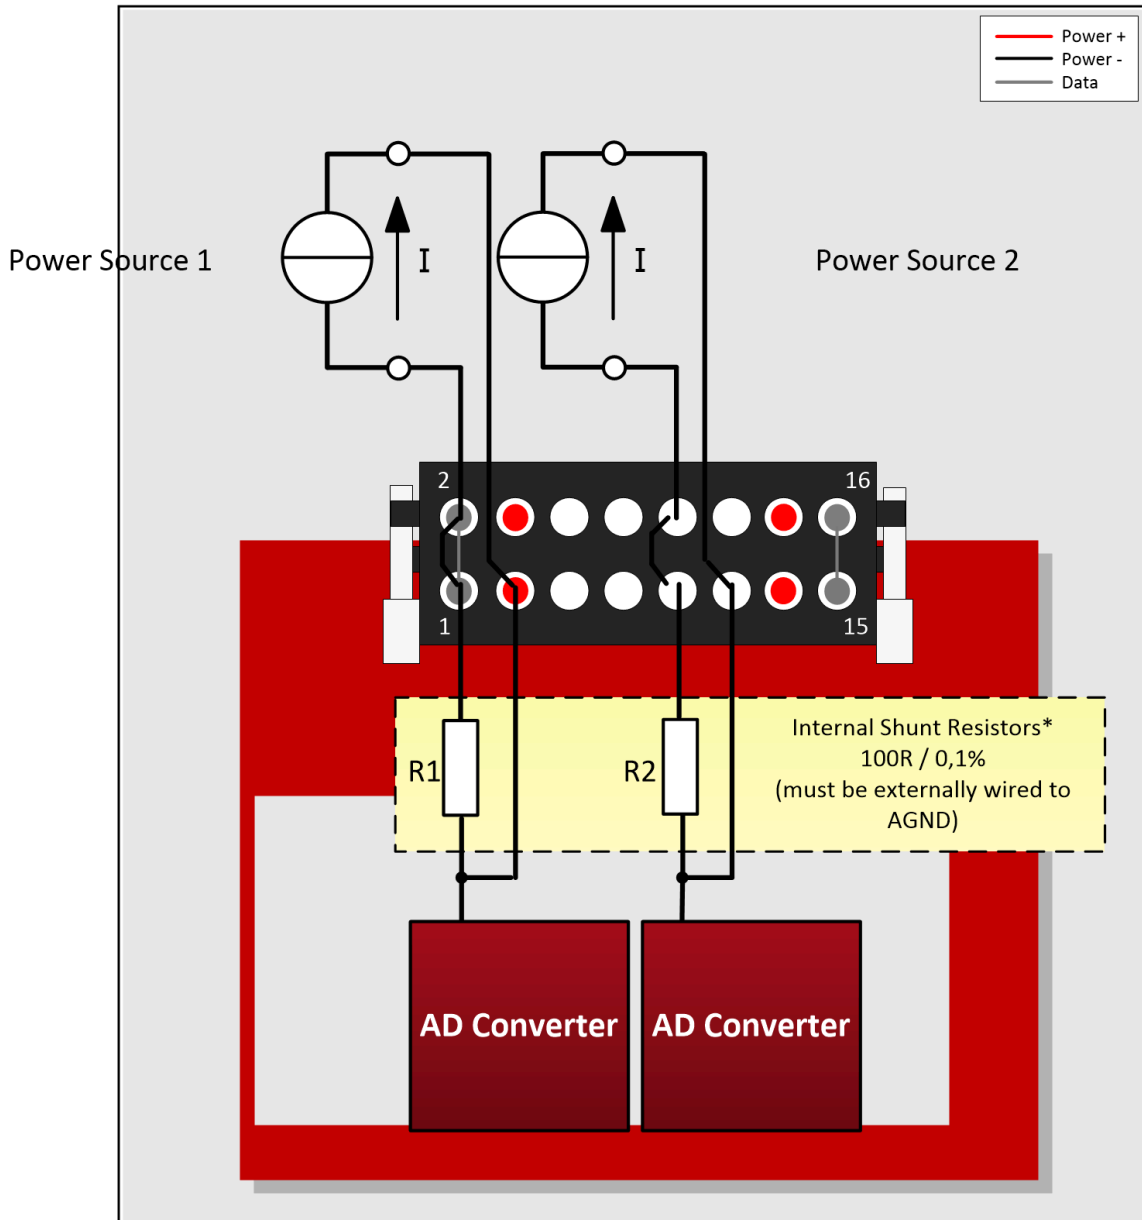 Power +
Power -
Data
Power Source 1
I
I
Power Source 2
2
16
1
15
R1
R2
Internal Shunt Resistors*
100R / 0,1%
(must be externally wired to
AGND)
AD Converter
AD Converter